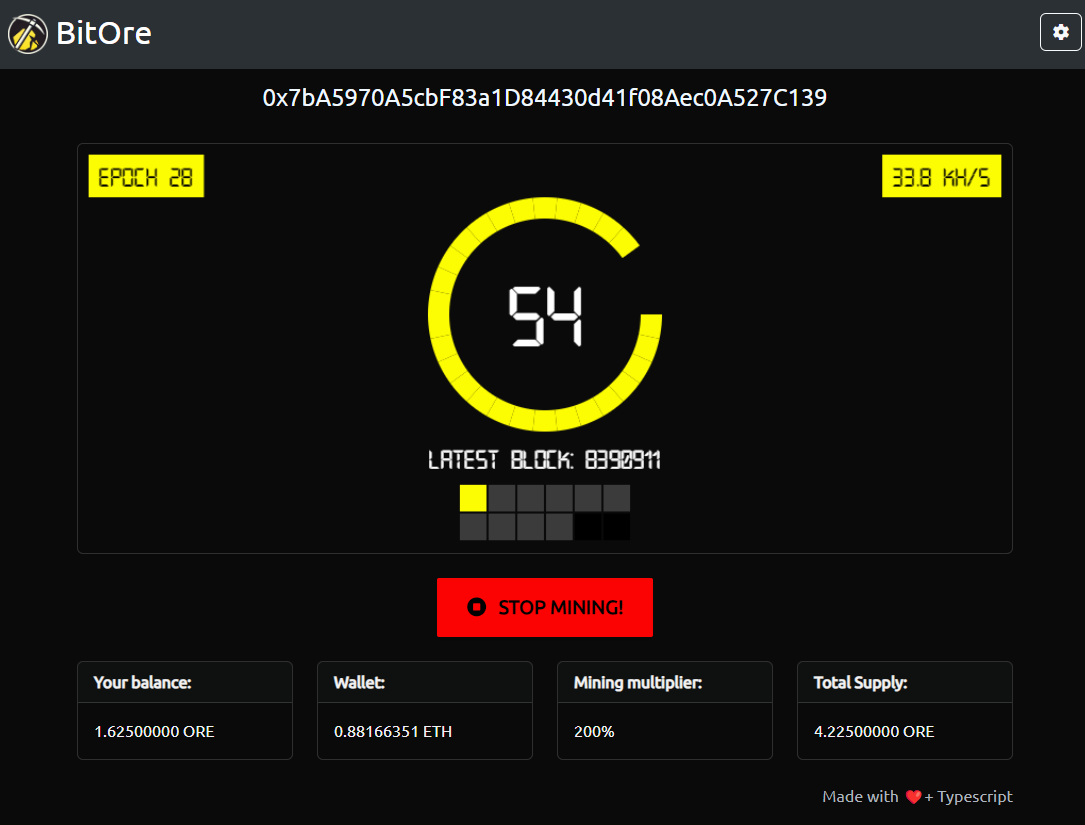 BitOre
0x7bA5970A5cbF83a1D84430d41f08Aec0A527C139
EPOCH 28
33.8 KH/S
54
LATEST BLOCK: 8390911
STOP MINING!
Your balance:
1.62500000 ORE
Wallet:
0.88166351 ETH
Mining multiplier:
200%
Total Supply:
4.22500000 ORE
Made with ❤️+ Typescript